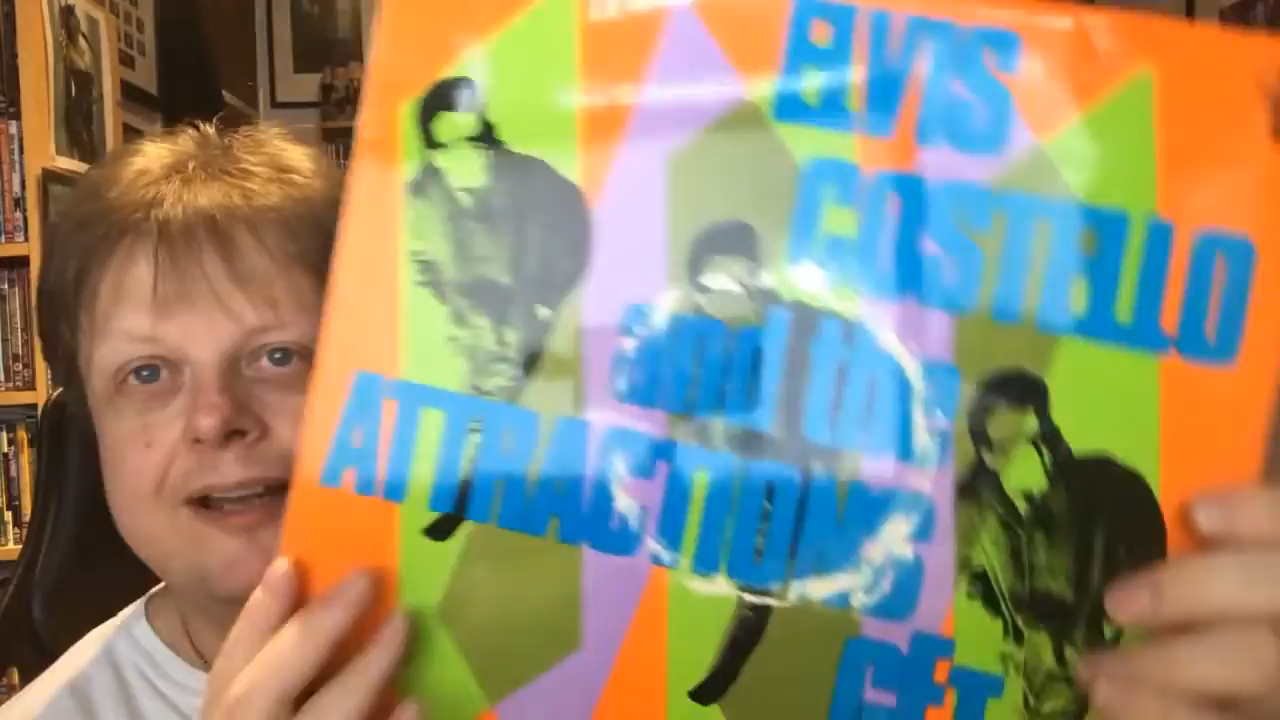 ELVIS
COSTELLO
and the
ATTRACTIONS
GET